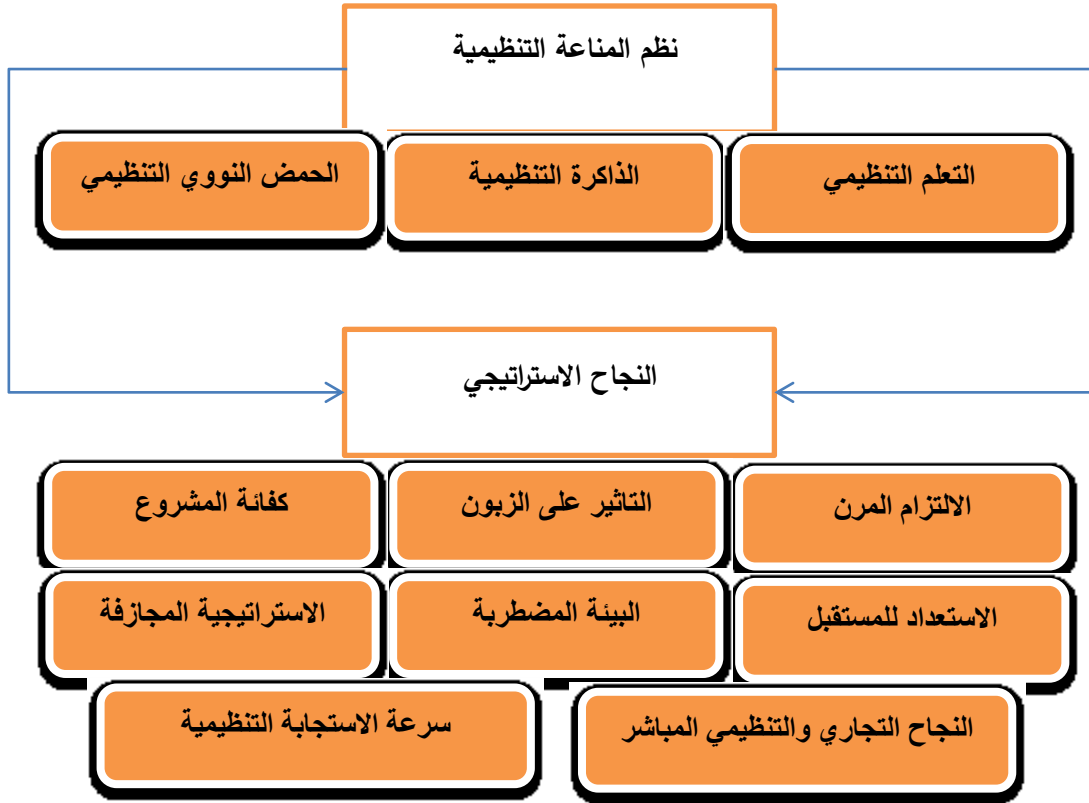 نظم المناعة التنظيمية
التعلم التنظيمي
الذاكرة التنظيمية
الحمض النووي التنظيمي
النجاح الاستراتيجي
الالتزام المرن
التاثير على الزبون
كفائة المشروع
الاستعداد للمستقبل
البيئة المضطربة
الاستراتيجية المجازفة
النجاح التجاري والتنظيمي المباشر
سرعة الاستجابة التنظيمية